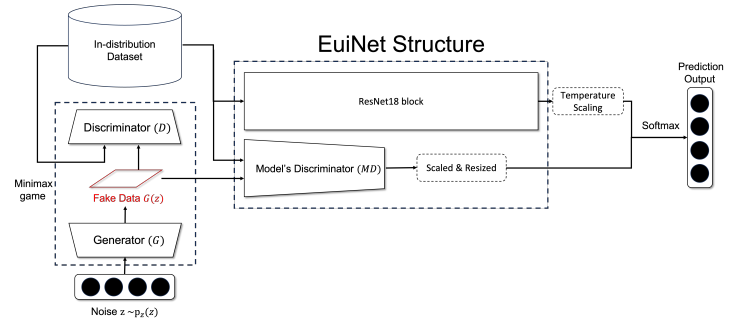 In-distribution
Dataset
EuiNet Structure
Prediction
Output
ResNet18 block
Temperature
Scaling
Softmax
Discriminator (D)
Model's Discriminator (MD)
Scaled & Resized
Minimax
game
Fake Data G(z)
Generator (G)
Noise z ~p_z(z)